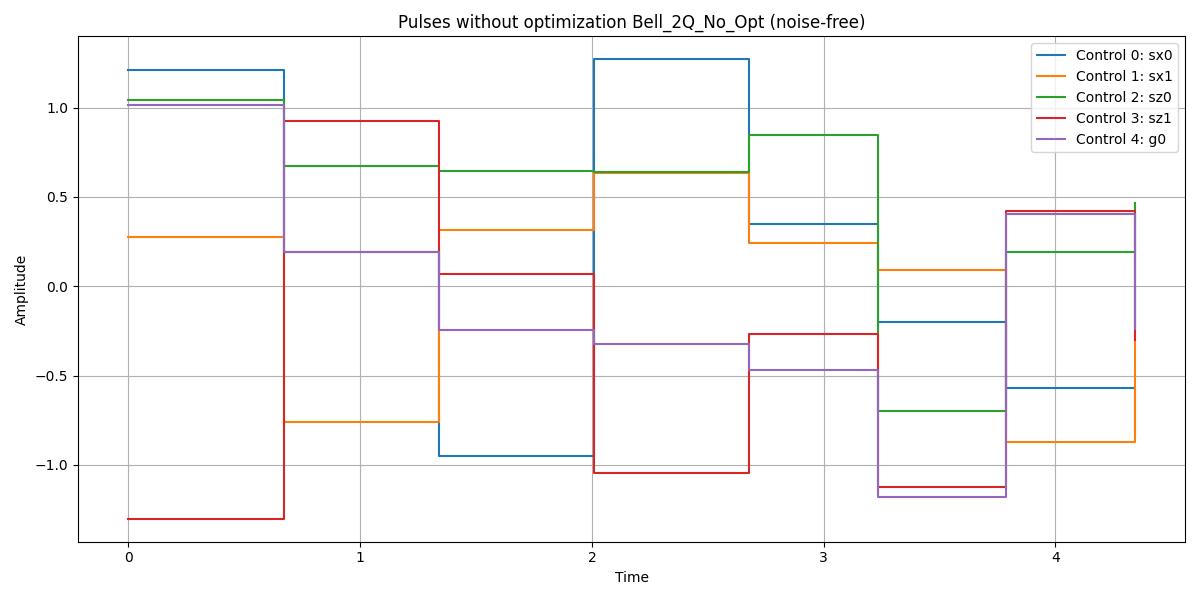 Pulses without optimization Bell_2Q_No_Opt (noise-free)
Control 0: sx0
Control 1: sx1
Control 2: sz0
Control 3: sz1
Control 4: g0
Amplitude
1.0
0.5
0.0
−0.5
−1.0
0 1 2 3 4
Time